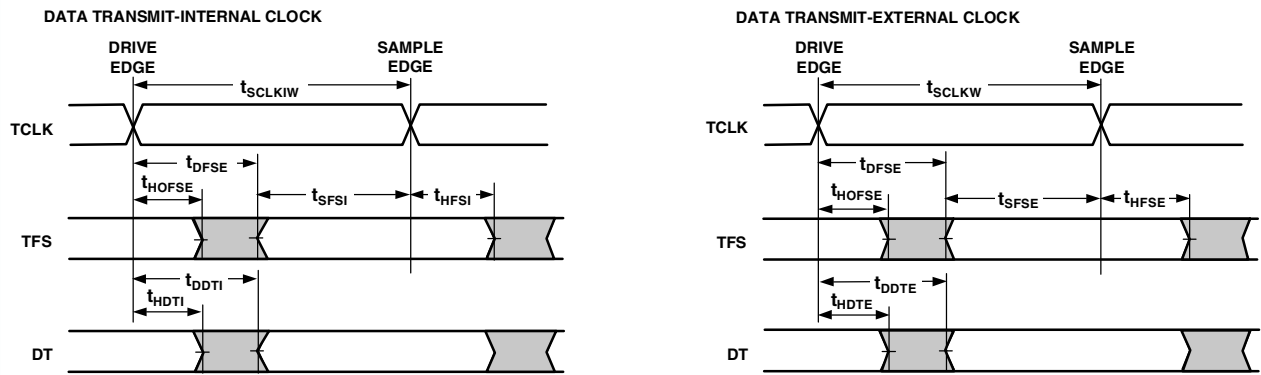 DATA TRANSMIT-INTERNAL CLOCK
DRIVE
EDGE
SAMPLE
EDGE
tSCLKIW
TCLK
tDFSE
tHOFSE
tSFSI
tHFSI
TFS
tDDTI
tHDTI
DT
DATA TRANSMIT-EXTERNAL CLOCK
DRIVE
EDGE
SAMPLE
EDGE
tSCLKW
TCLK
tDFSE
tHOFSE
tSFSE
tHFSE
TFS
tDDTE
tHDTE
DT